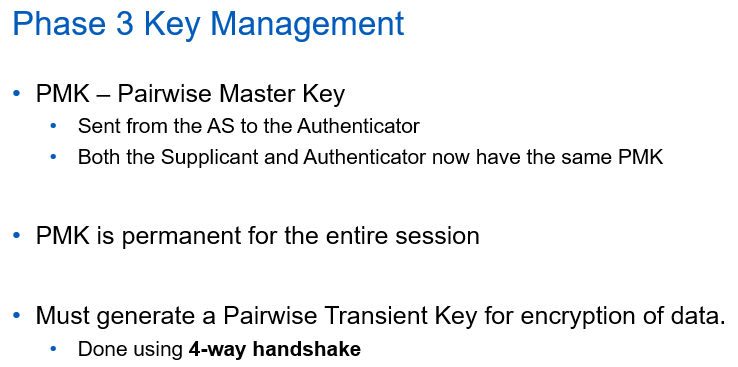 Phase 3 Key Management
• PMK – Pairwise Master Key
• Sent from the AS to the Authenticator
• Both the Supplicant and Authenticator now have the same PMK
• PMK is permanent for the entire session
• Must generate a Pairwise Transient Key for encryption of data.
• Done using 4-way handshake